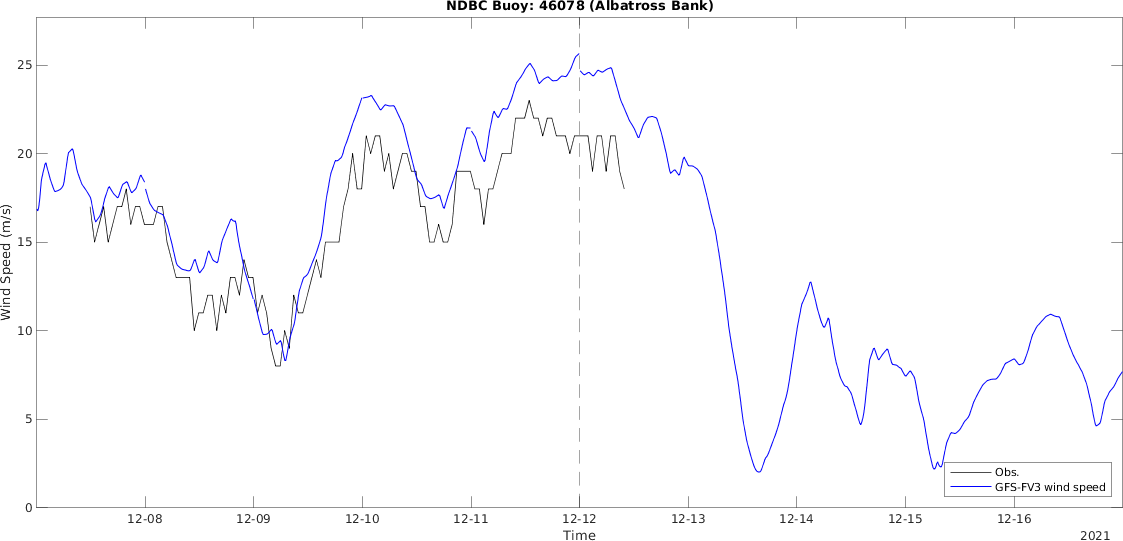 NDBC Buoy: 46078 (Albatross Bank)
Wind Speed (m/s)
25
20
15
10
5
0
12-08 12-09 12-10 12-11 12-12 12-13 12-14 12-15 12-16
Time
2021
Obs.
GFS-FV3 wind speed